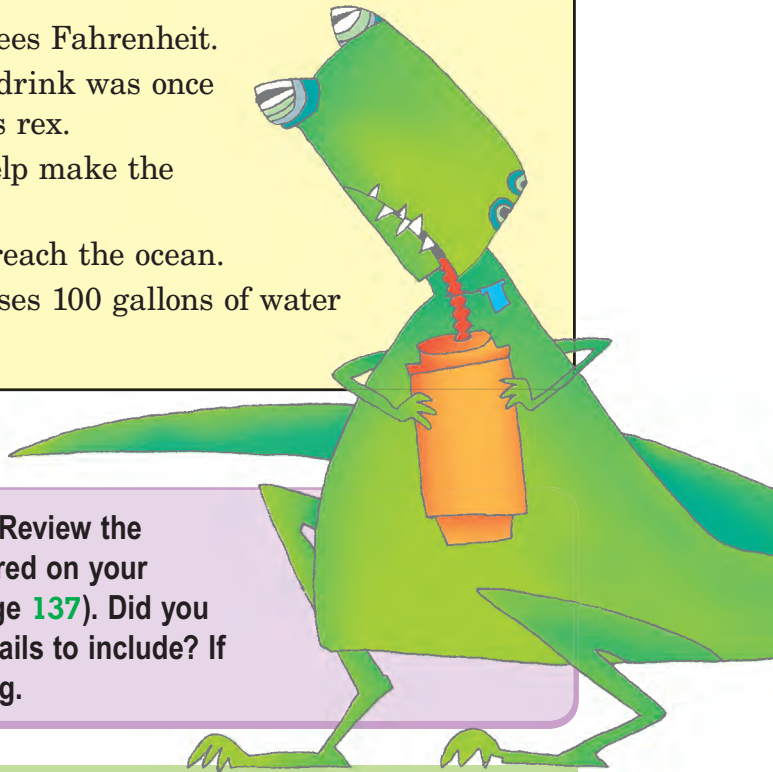 ees Fahrenheit.
drink was once
s rex.
elp make the
reach the ocean.
ses 100 gallons of water
Review the
red on your
ge 137). Did you
ails to include? If
g.